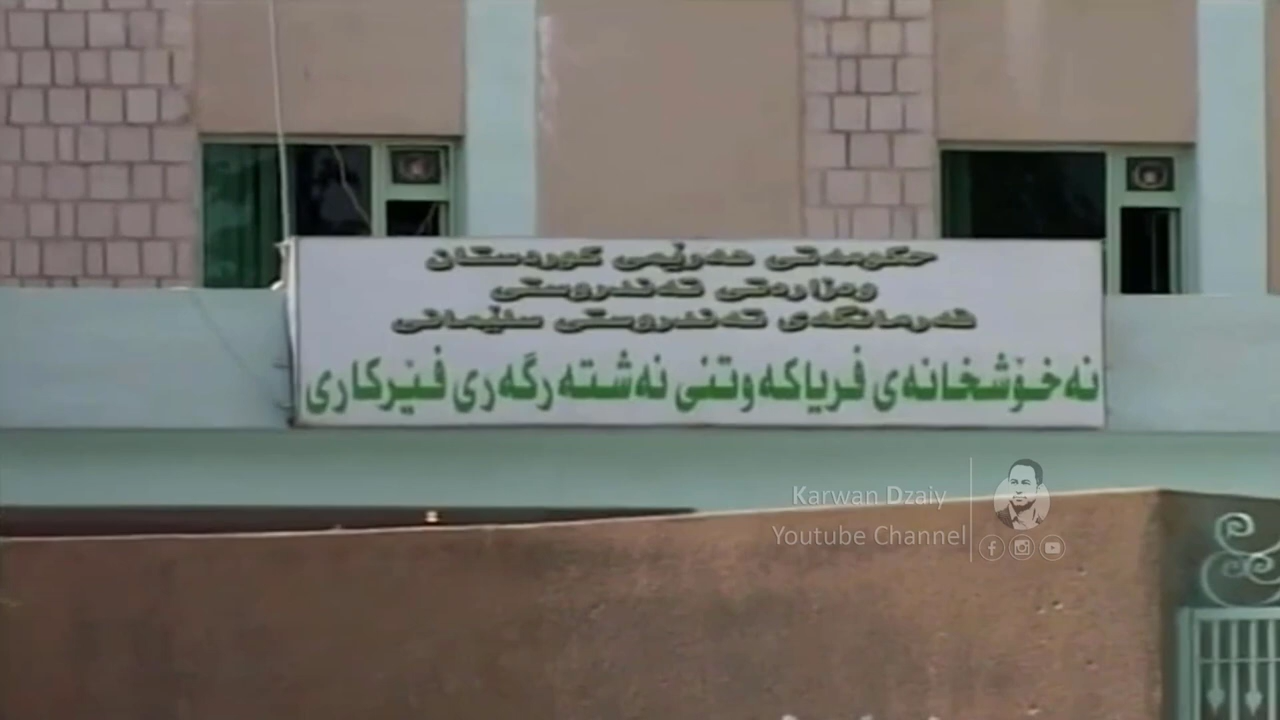 حکومەتی هەرێمی کوردستان
وەزارەتی تەندروستی
فەرمانگەی تەندروستی سلێمانی
نەخۆشخانەی فریاکەوتنی نەشتەرگەری فێرکاری
Karwan Dzaiy
Youtube Channel